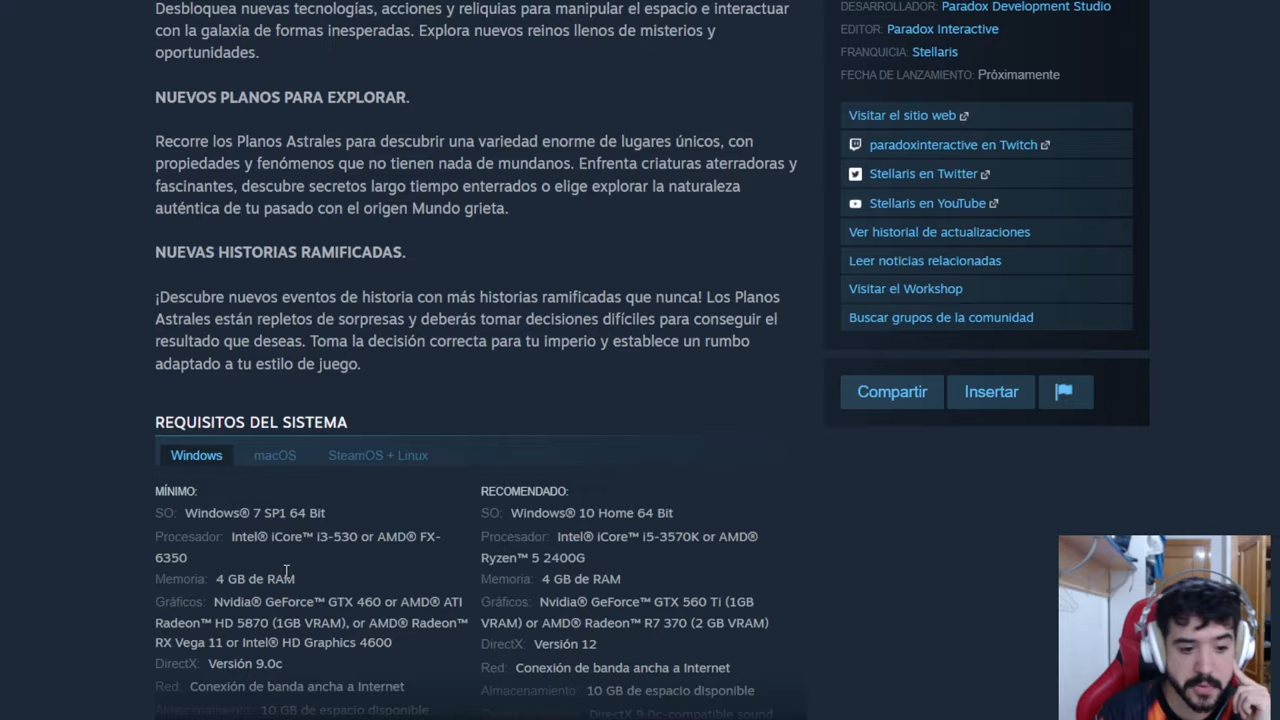 Desbloquea nuevas tecnologías, acciones y reliquias para manipular el espacio e interactuar
con la galaxia de formas inesperadas. Explora nuevos reinos llenos de misterios y
oportunidades.
NUEVOS PLANOS PARA EXPLORAR.
Recorre los Planos Astrales para descubrir una variedad enorme de lugares únicos, con
propiedades y fenómenos que no tienen nada de mundanos. Enfrenta criaturas aterradoras y
fascinantes, descubre secretos largo tiempo enterrados o elige explorar la naturaleza
auténtica de tu pasado con el origen Mundo grieta.
NUEVAS HISTORIAS RAMIFICADAS.
¡Descubre nuevos eventos de historia con más historias ramificadas que nunca! Los Planos
Astrales están repletos de sorpresas y deberás tomar decisiones difíciles para conseguir el
resultado que deseas. Toma la decisión correcta para tu imperio y establece un rumbo
adaptado a tu estilo de juego.
REQUISITOS DEL SISTEMA
Windows macOS SteamOS + Linux
MÍNIMO:
SO: Windows® 7 SP1 64 Bit
Procesador: Intel® iCore™ i3-530 or AMD® FX-
6350
Memoria: 4 GB de RAM
Gráficos: Nvidia® GeForce™ GTX 460 or AMD® ATI
Radeon™ HD 5870 (1GB VRAM), or AMD® Radeon™
RX Vega 11 or Intel® HD Graphics 4600
DirectX: Versión 9.0c
Red: Conexión de banda ancha a Internet
Almacenamiento: 10 GB de espacio disponible
RECOMENDADO:
SO: Windows® 10 Home 64 Bit
Procesador: Intel® iCore™ i5-3570K or AMD®
Ryzen™ 5 2400G
Memoria: 4 GB de RAM
Gráficos: Nvidia® GeForce™ GTX 560 Ti (1GB
VRAM) or AMD® Radeon™ R7 370 (2 GB VRAM)
DirectX: Versión 12
Red: Conexión de banda ancha a Internet
Almacenamiento: 10 GB de espacio disponible
DirectX 9.0c-compatible sound
DESARROLLADOR: Paradox Development Studio
EDITOR: Paradox Interactive
FRANQUICIA: Stellaris
FECHA DE LANZAMIENTO: Próximamente
Visitar el sitio web
paradoxinteractive en Twitch
Stellaris en Twitter
Stellaris en YouTube
Ver historial de actualizaciones
Leer noticias relacionadas
Visitar el Workshop
Buscar grupos de la comunidad
Compartir Insertar